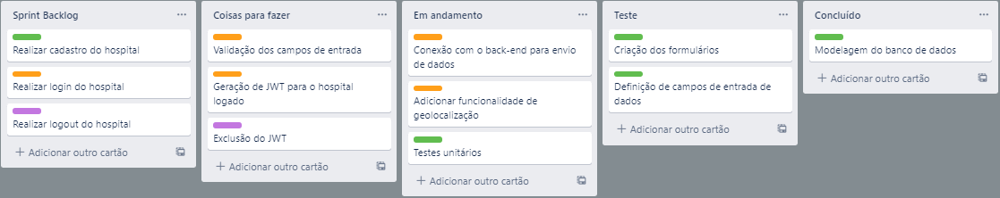 Sprint Backlog
Realizar cadastro do hospital
Realizar login do hospital
Realizar logout do hospital
Adicionar outro cartão
Coisas para fazer
Validação dos campos de entrada
Geração de JWT para o hospital
logado
Exclusão do JWT
Adicionar outro cartão
Em andamento
Conexão com o back-end para envio
de dados
Adicionar funcionalidade de
geolocalização
Testes unitários
Adicionar outro cartão
Teste
Criação dos formulários
Definição de campos de entrada de
dados
Adicionar outro cartão
Concluído
Modelagem do banco de dados
Adicionar outro cartão